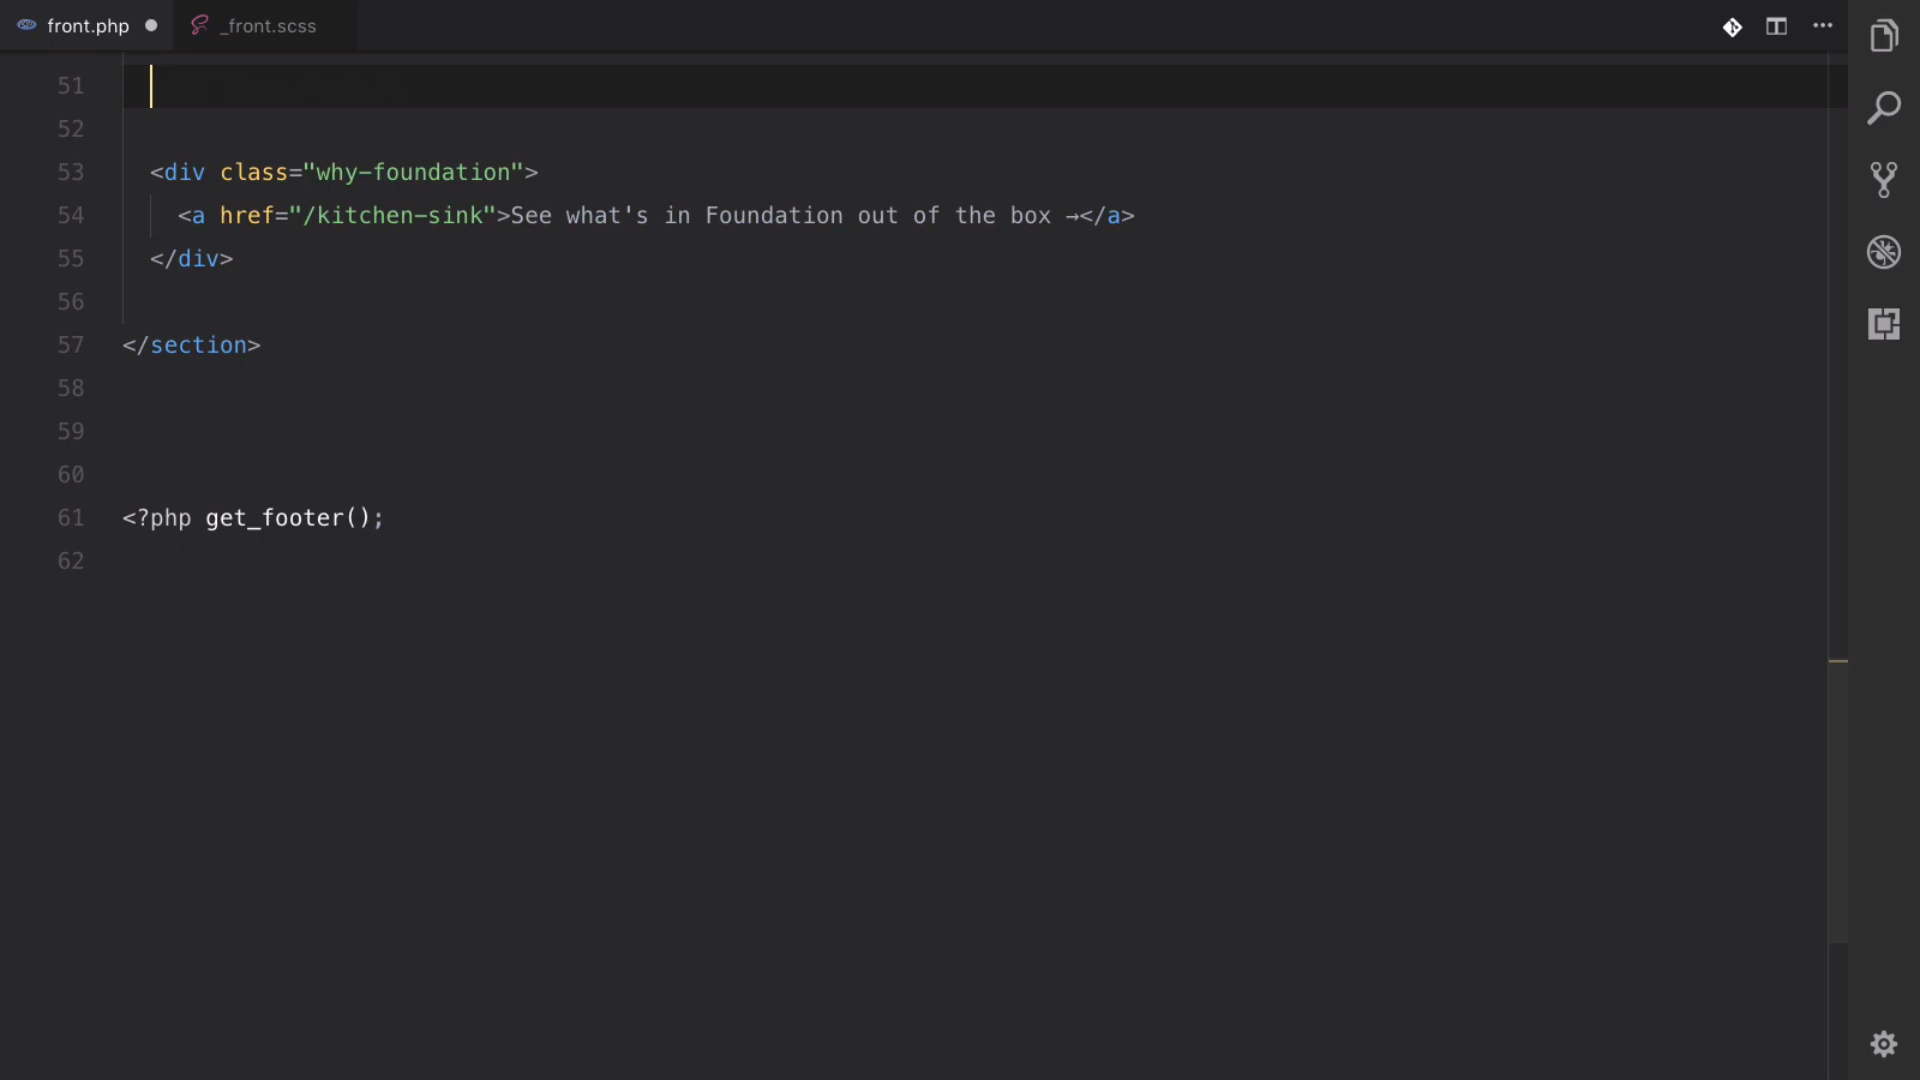 front.php
_front.scss
51
52
53 <div class="why-foundation">
54 <a href="/kitchen-sink">See what's in Foundation out of the box →</a>
55 </div>
56
57 </section>
58
59
60
61 <?php get_footer();
62